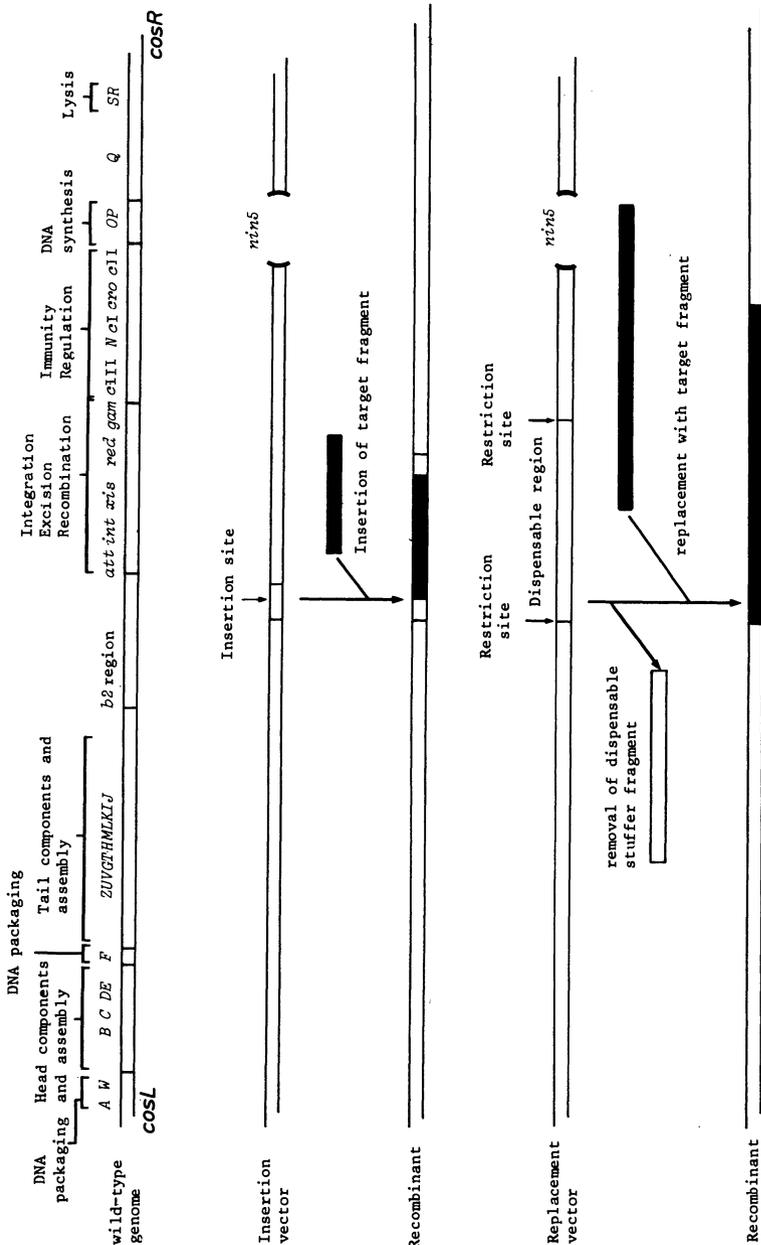 DNA packaging
DNA
packaging
Head components
and assembly
Tail components and
assembly
Integration
Excision
Recombination
Immunity
Regulation
DNA
synthesis
Lysis
wild-type
genome
A W B C DE F ZUVGTHMLKIJ b2 region att int xis red gam cIII N cI cro cII OP Q SR
cosL
cosR
Insertion
vector
Insertion site
nin5
Insertion of target fragment
Recombinant
Replacement
vector
Restriction
site
Dispensable region
Restriction
site
nin5
removal of dispensable
stuffer fragment
replacement with target fragment
Recombinant